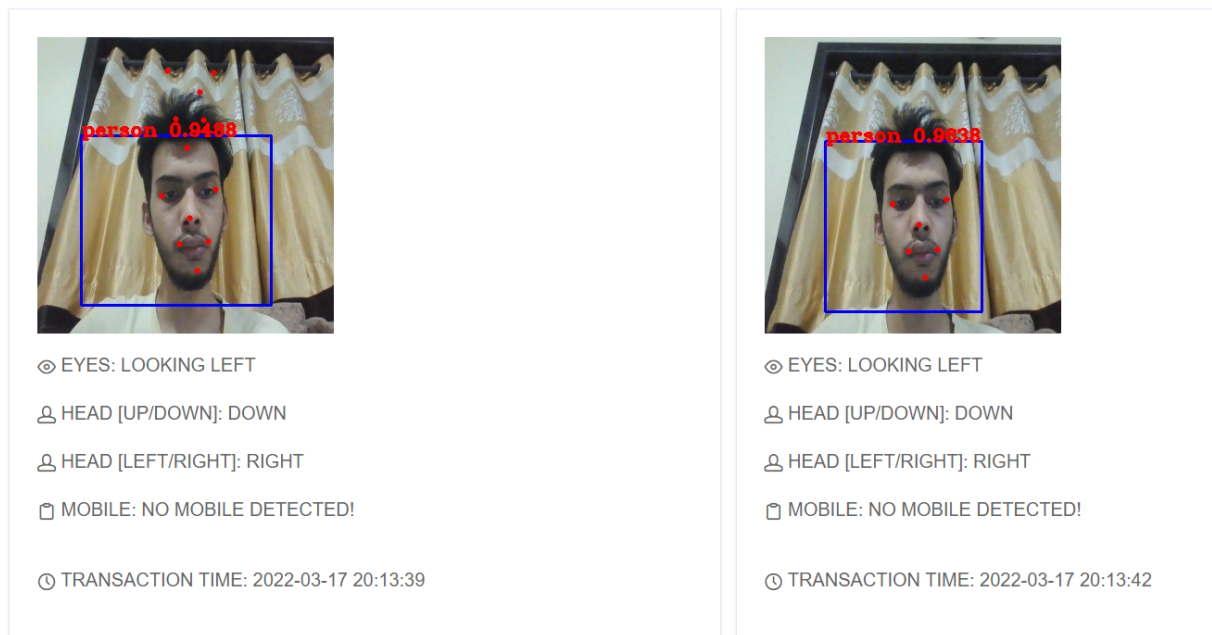 person 0.9488
EYES: LOOKING LEFT
HEAD [UP/DOWN]: DOWN
HEAD [LEFT/RIGHT]: RIGHT
MOBILE: NO MOBILE DETECTED!
TRANSACTION TIME: 2022-03-17 20:13:39
person 0.9638
EYES: LOOKING LEFT
HEAD [UP/DOWN]: DOWN
HEAD [LEFT/RIGHT]: RIGHT
MOBILE: NO MOBILE DETECTED!
TRANSACTION TIME: 2022-03-17 20:13:42